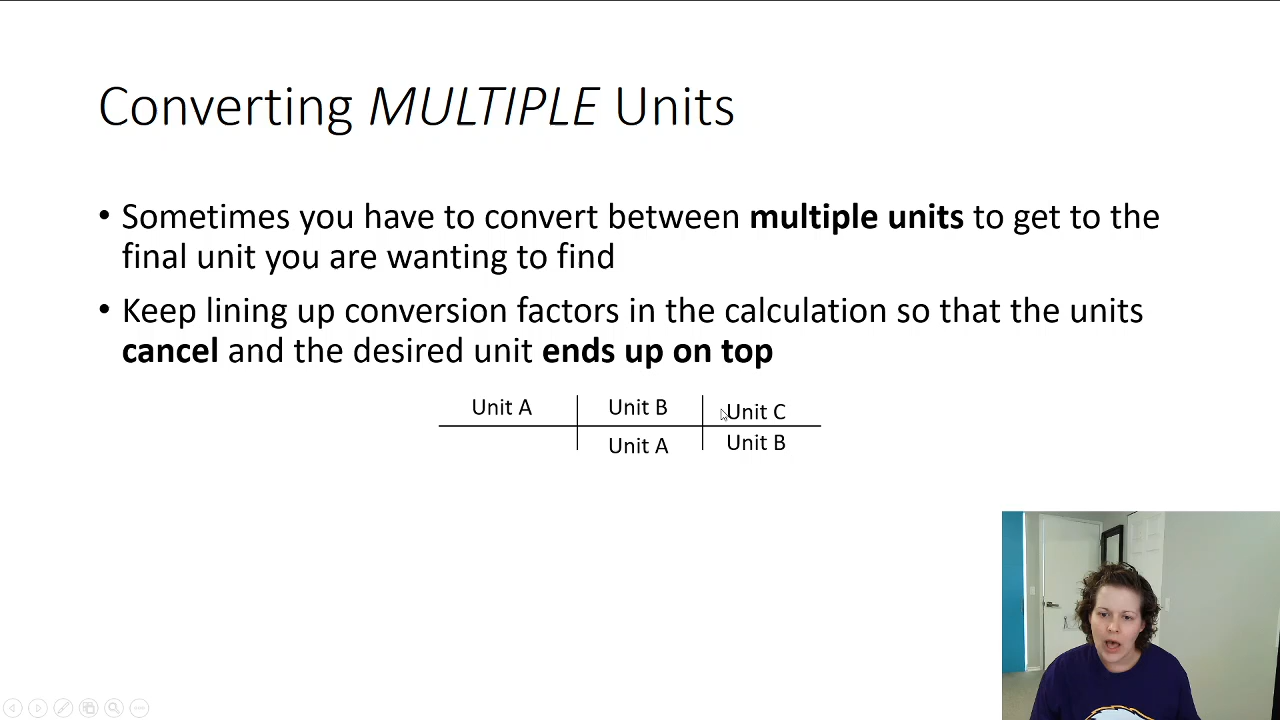 Converting MULTIPLE Units
• Sometimes you have to convert between multiple units to get to the
final unit you are wanting to find
• Keep lining up conversion factors in the calculation so that the units
cancel and the desired unit ends up on top
Unit A Unit B Unit C
Unit A Unit B